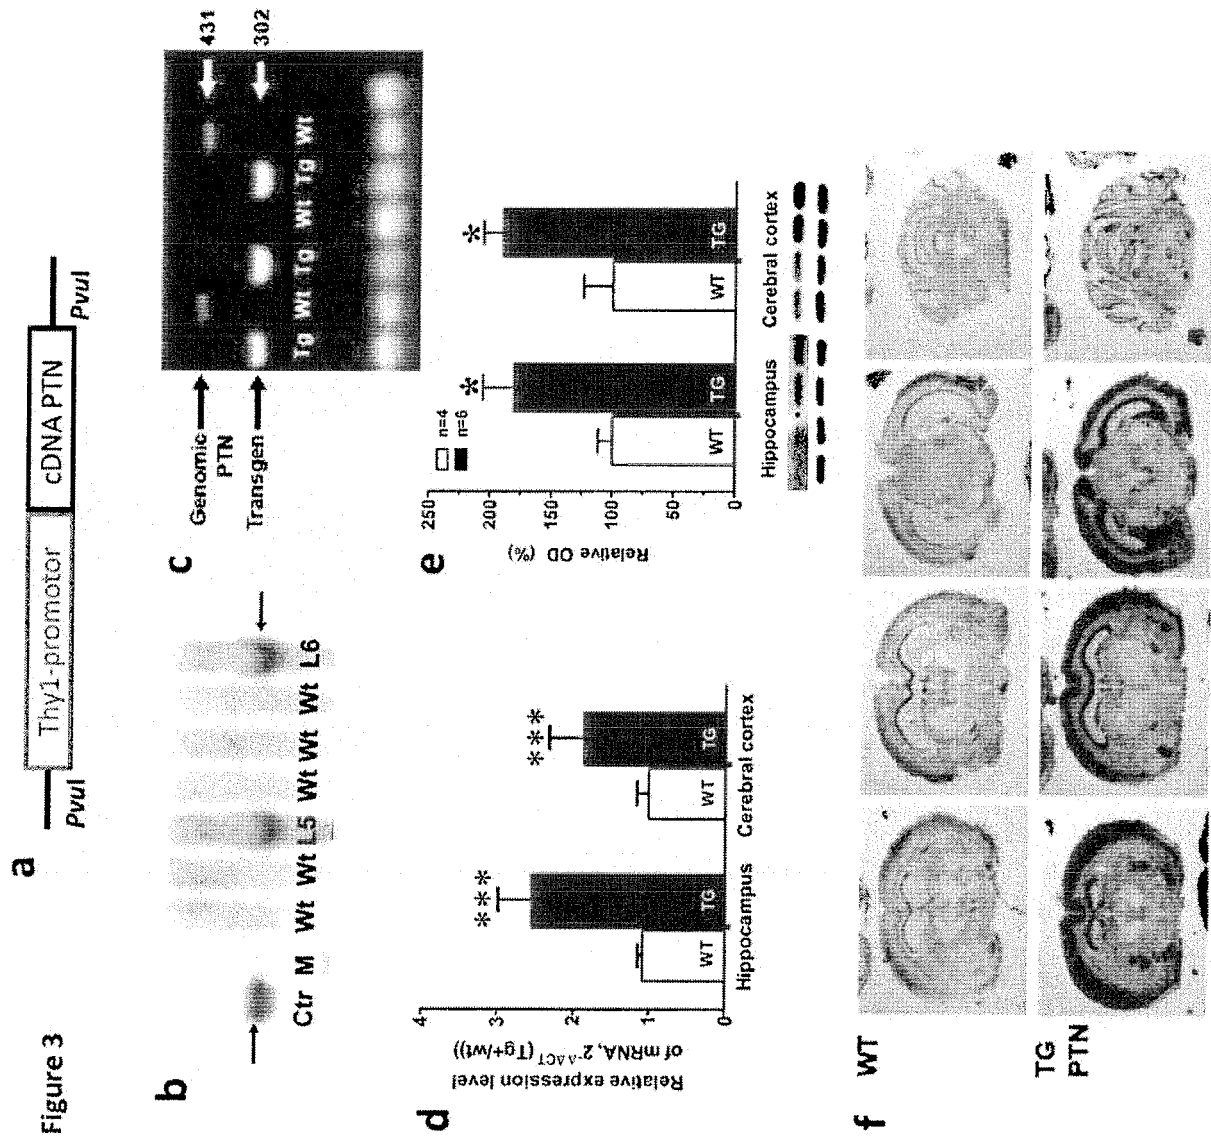 Figure 3
a
PvuI
Thy1-promotor
cDNA PTN
PvuI
b
Ctr M Wt Wt L5 Wt Wt Wt L6
c
Genomic
PTN
Transgen
431
302
Tg Wt Tg Wt Tg Wt
d
Relative expression level
of mRNA, 2^-ΔΔCT (Tg+/wt))
4
3
2
1
0
***
***
WT
TG
WT
TG
Hippocampus
Cerebral cortex
e
Relative OD (%)
250
200
150
100
50
0
n=4
n=6
*
*
WT
TG
WT
TG
Hippocampus
Cerebral cortex
f
WT
TG
PTN